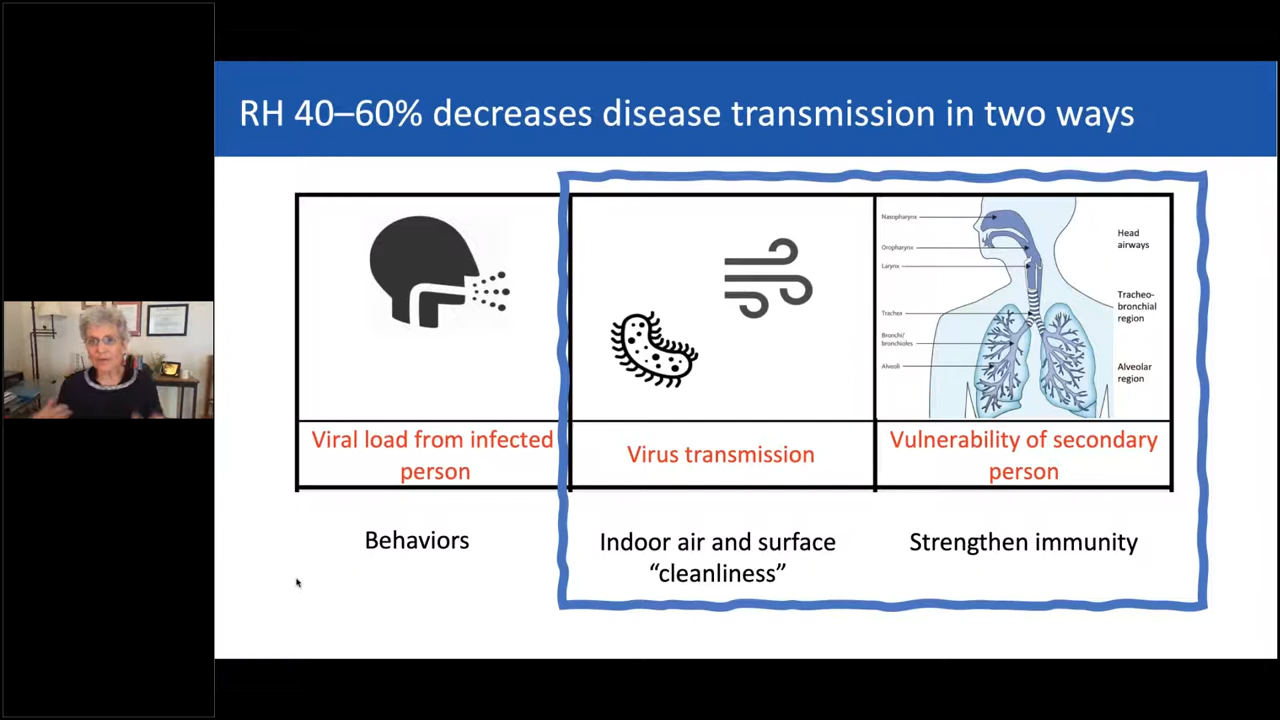 RH 40–60% decreases disease transmission in two ways
Nasopharynx
Oropharynx
Larynx
Trachea
Bronchi/
bronchioles
Alveoli
Head
airways
Tracheo-
bronchial
region
Alveolar
region
Viral load from infected
person
Virus transmission
Vulnerability of secondary
person
Behaviors
Indoor air and surface
“cleanliness”
Strengthen immunity